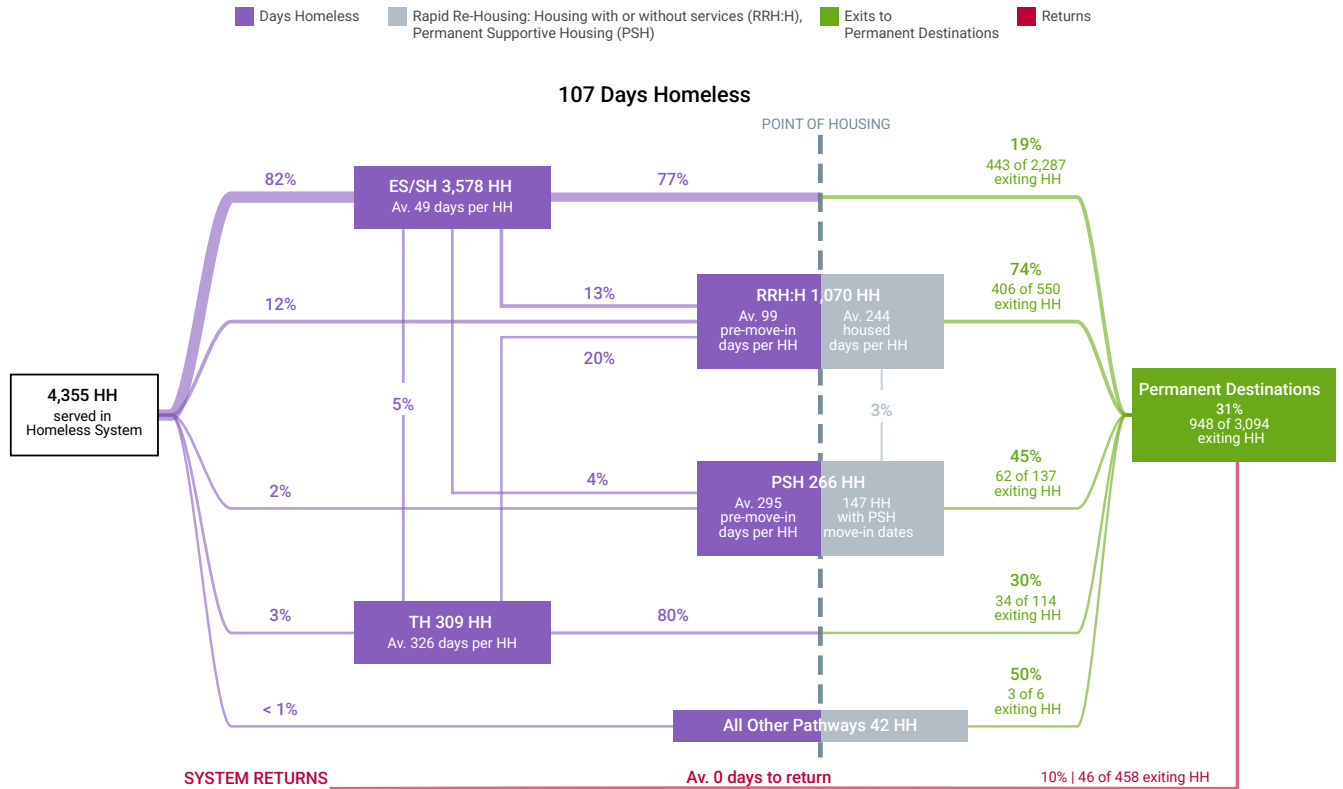 Days Homeless
Rapid Re-Housing: Housing with or without services (RRH:H),
Permanent Supportive Housing (PSH)
Exits to
Permanent Destinations
Returns
107 Days Homeless
POINT OF HOUSING
82%
ES/SH 3,578 HH
Av. 49 days per HH
77%
19%
443 of 2,287
exiting HH
12%
13%
20%
RRH:H 1,070 HH
Av. 99
pre-move-in
days per HH
Av. 244
housed
days per HH
74%
406 of 550
exiting HH
4,355 HH
served in
Homeless System
5%
3%
Permanent Destinations
31%
948 of 3,094
exiting HH
2%
4%
PSH 266 HH
Av. 295
pre-move-in
days per HH
147 HH
with PSH
move-in dates
45%
62 of 137
exiting HH
3%
TH 309 HH
Av. 326 days per HH
80%
30%
34 of 114
exiting HH
< 1%
All Other Pathways 42 HH
50%
3 of 6
exiting HH
SYSTEM RETURNS
Av. 0 days to return
10% | 46 of 458 exiting HH